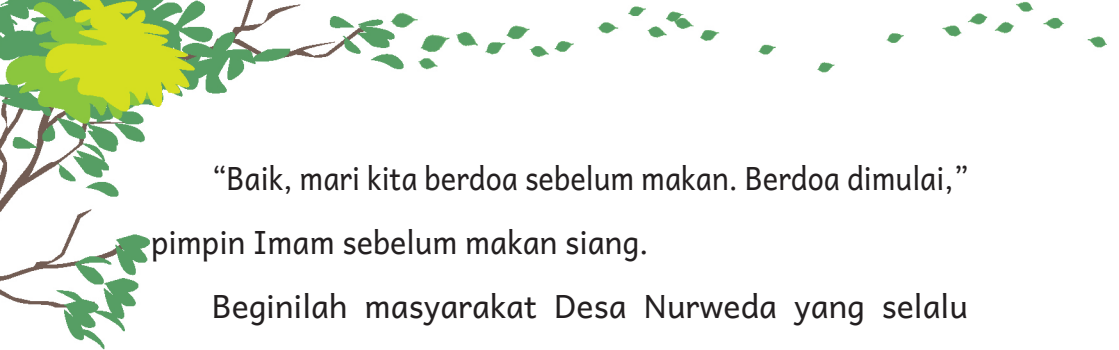 “Baik, mari kita berdoa sebelum makan. Berdoa dimulai,”
pimpin Imam sebelum makan siang.
Beginilah masyarakat Desa Nurweda yang selalu